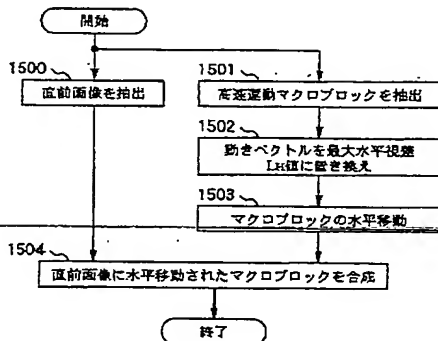 開始
1500
直前画像を抽出
1501
高速運動マクロブロックを抽出
1502
動きベクトルを最大水平視差
LH値に置き換え
1503
マクロブロックの水平移動
1504
直前画像に水平移動されたマクロブロックを合成
終了